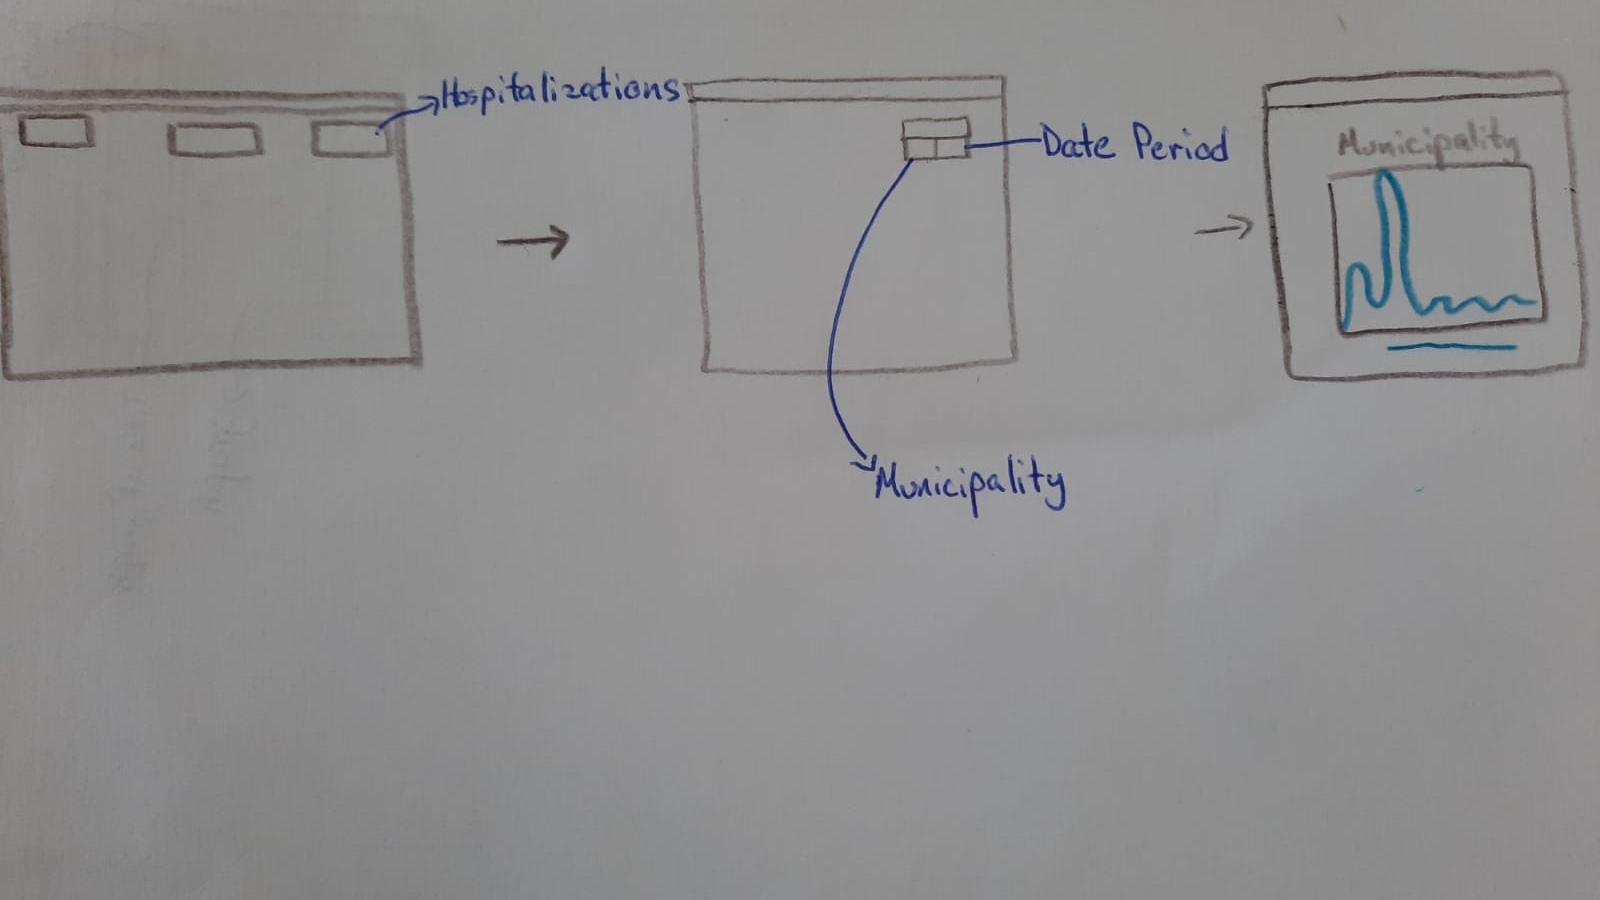 Hospitalizations
Date Period
Municipality
Municipality